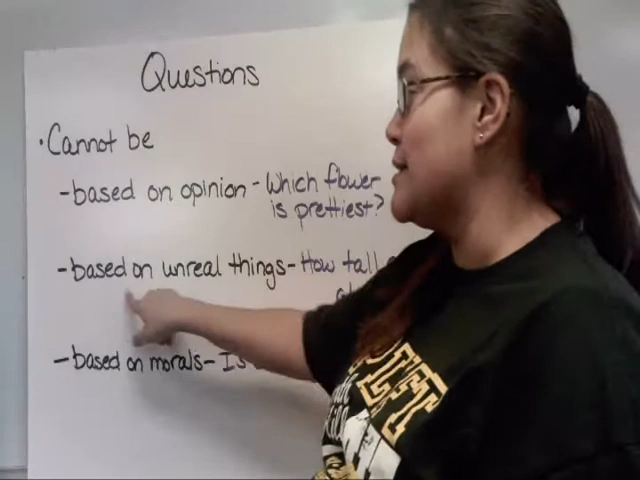 Questions
• Cannot be
- based on opinion - Which flower
is prettiest?
- based on unreal things - How tall
- based on morals - Is